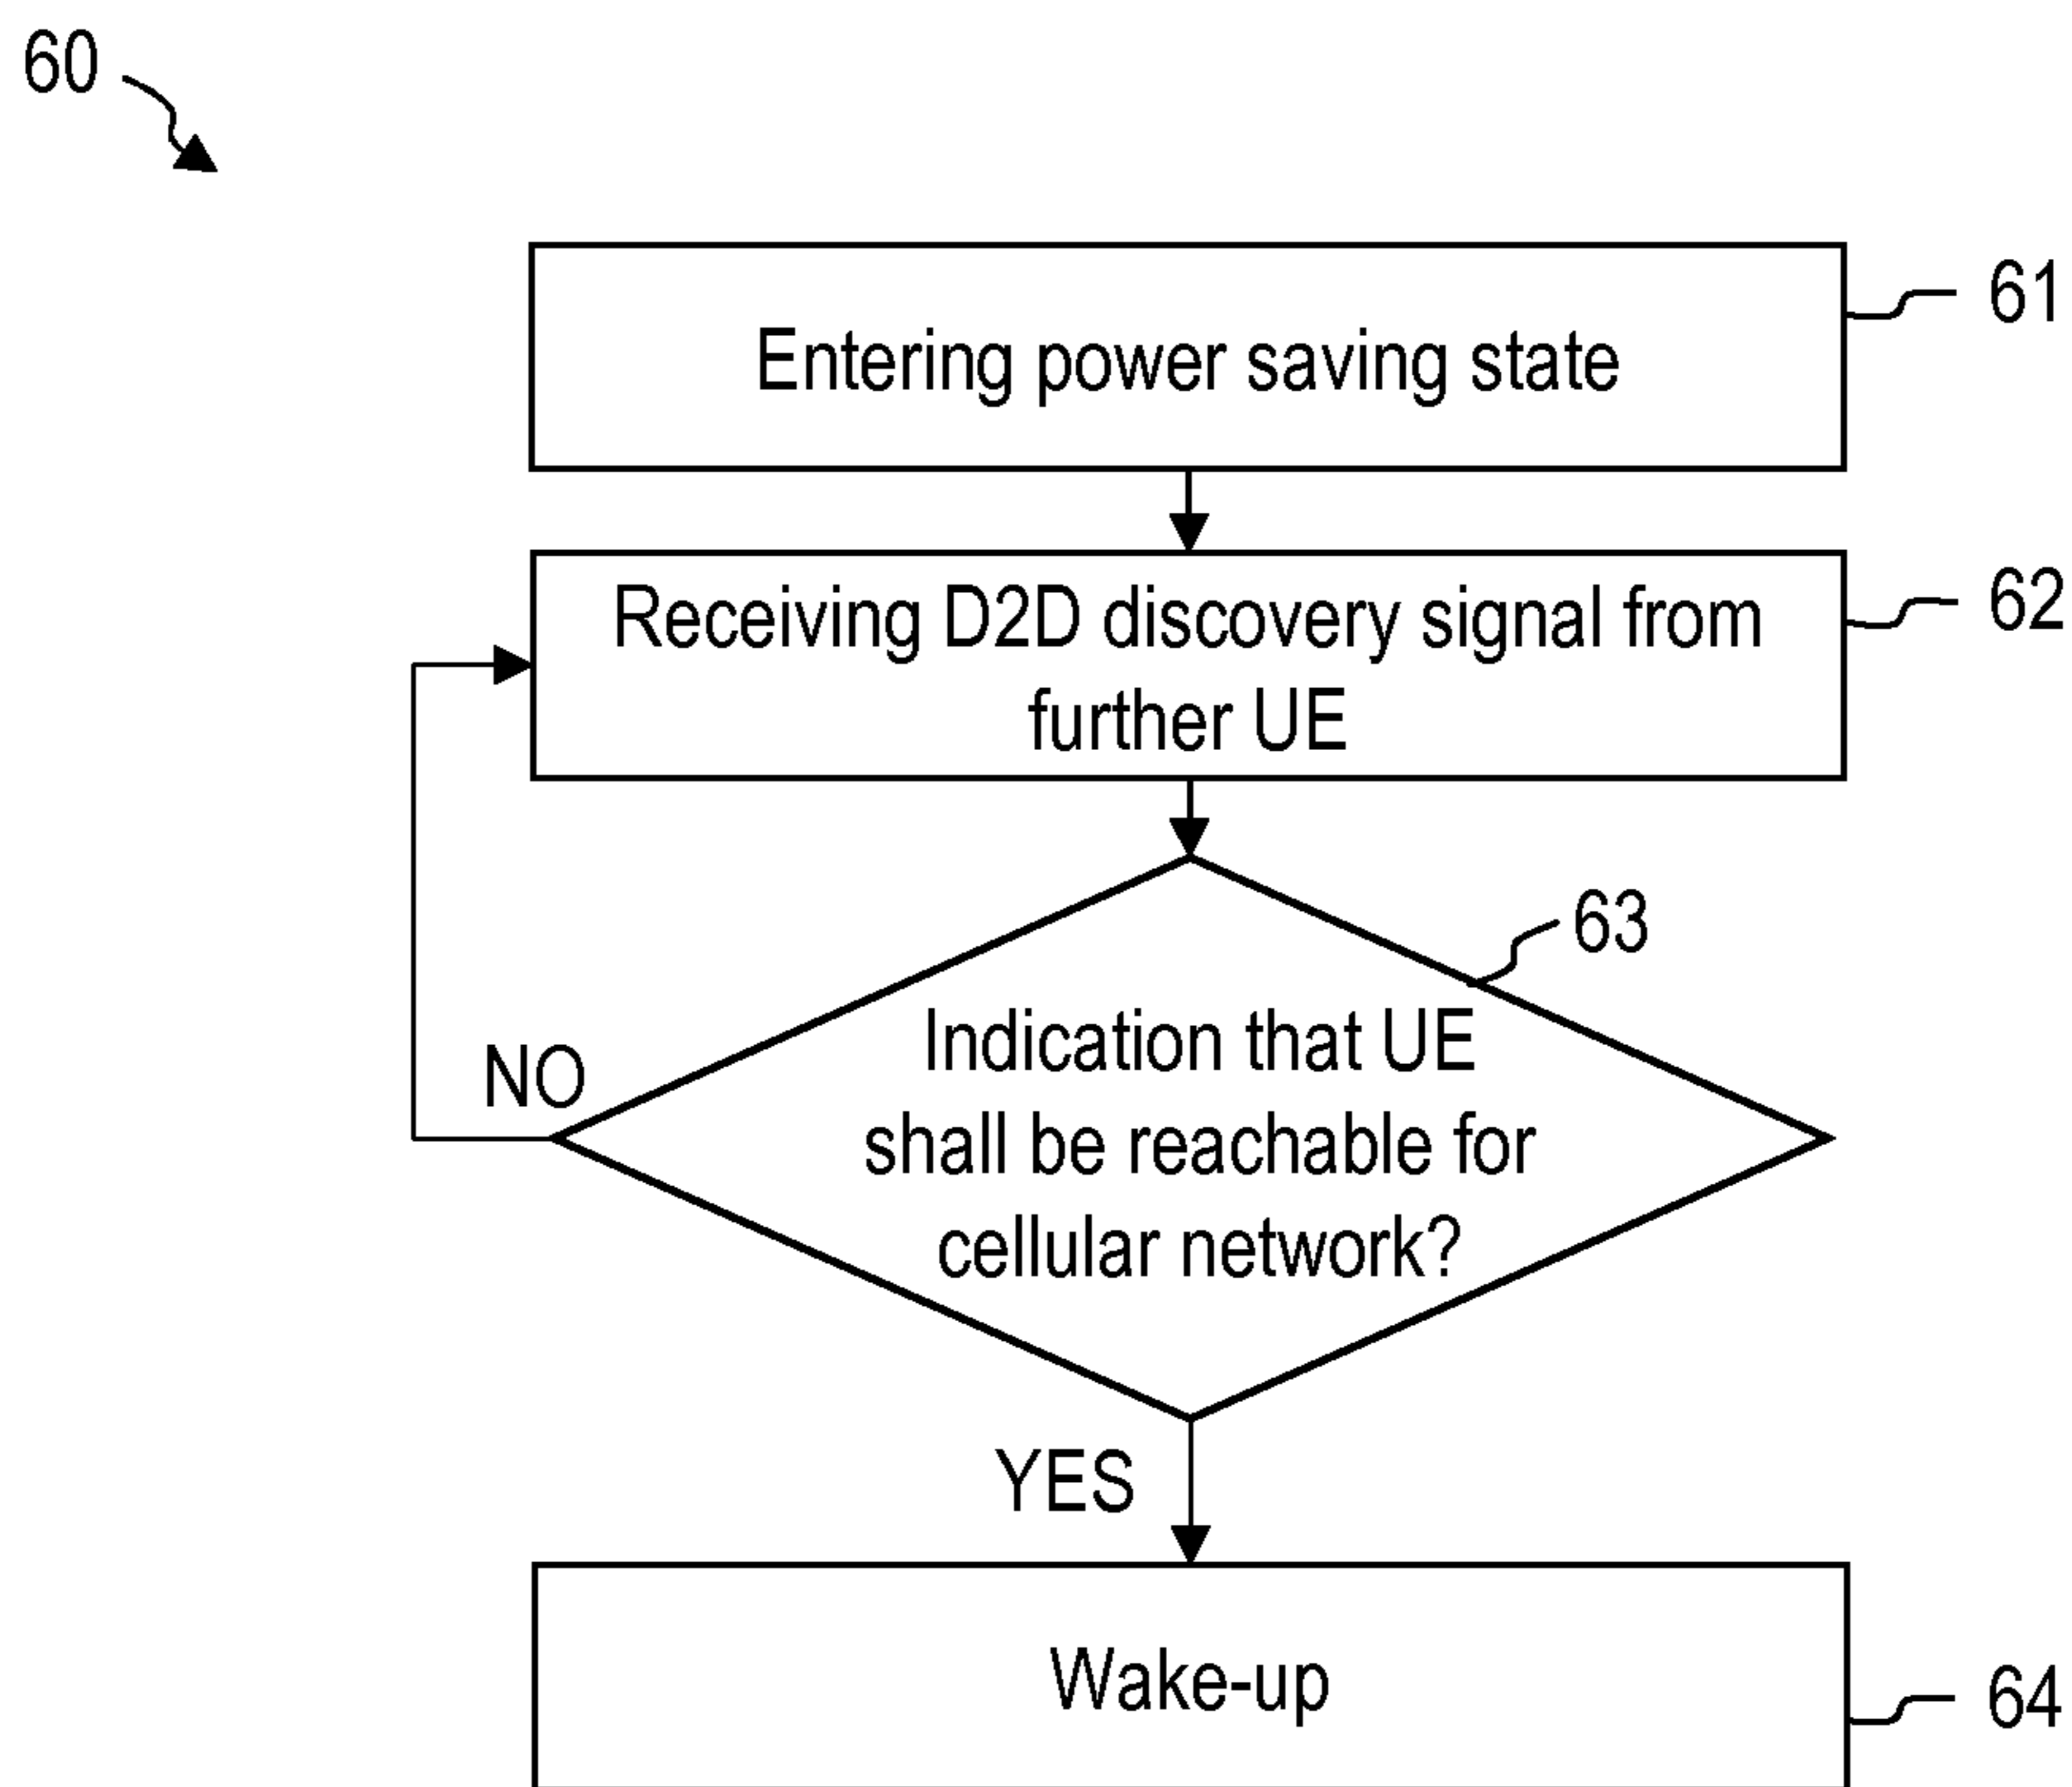 60
61
Entering power saving state
62
Receiving D2D discovery signal from
further UE
63
Indication that UE
shall be reachable for
cellular network?
NO
YES
Wake-up
64